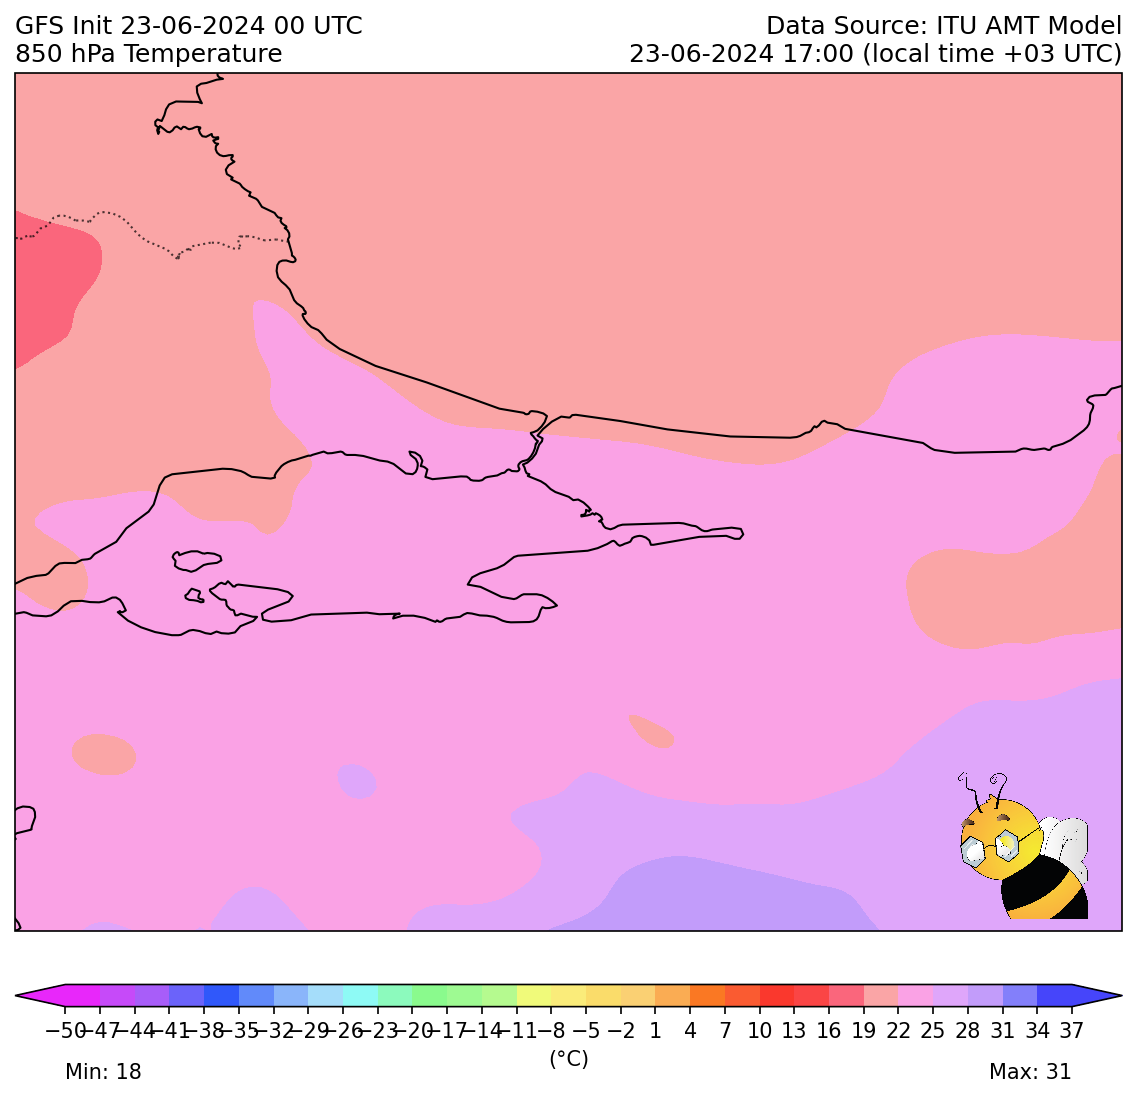 GFS Init 23-06-2024 00 UTC
Data Source: ITU AMT Model
850 hPa Temperature
23-06-2024 17:00 (local time +03 UTC)
−50 −47 −44 −41 −38 −35 −32 −29 −26 −23 −20 −17 −14 −11 −8 −5 −2 1 4 7 10 13 16 19 22 25 28 31 34 37
(°C)
Min: 18
Max: 31